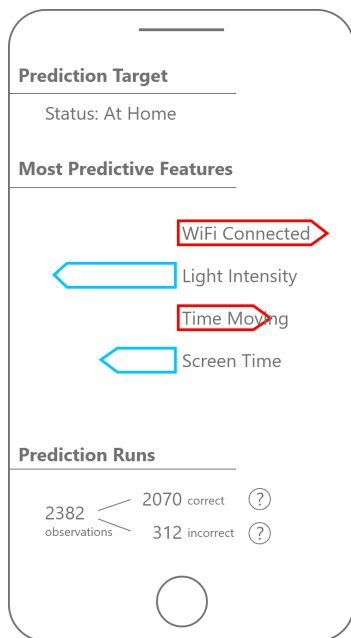 Prediction Target
Status: At Home
Most Predictive Features
WiFi Connected
Light Intensity
Time Moving
Screen Time
Prediction Runs
2070 correct ?
2382
observations
312 incorrect ?